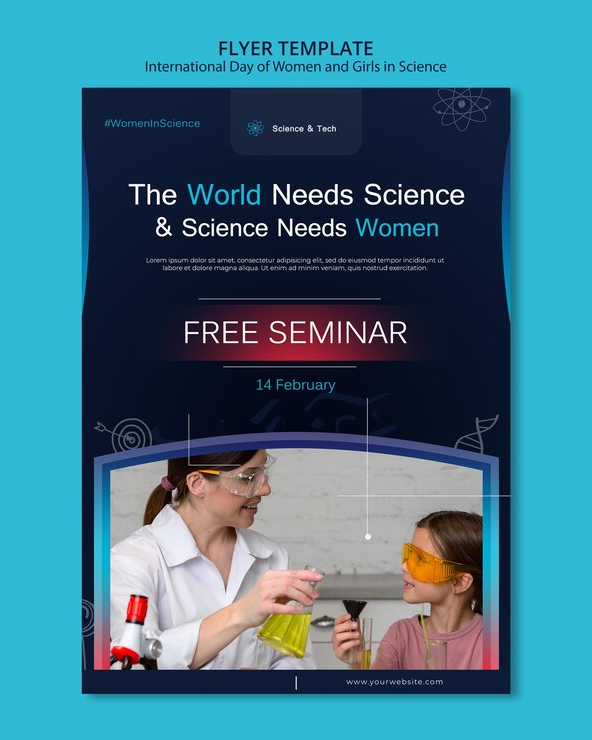 FLYER TEMPLATE
International Day of Women and Girls in Science
#WomenInScience
Science & Tech
The World Needs Science
& Science Needs Women
Lorem ipsum dolor sit amet, consectetur adipisicing elit, sed do eiusmod tempor incididunt ut
labore et dolore magna aliqua. Ut enim ad minim veniam, quis nostrud exercitation.
FREE SEMINAR
14 February
www.yourwebsite.com